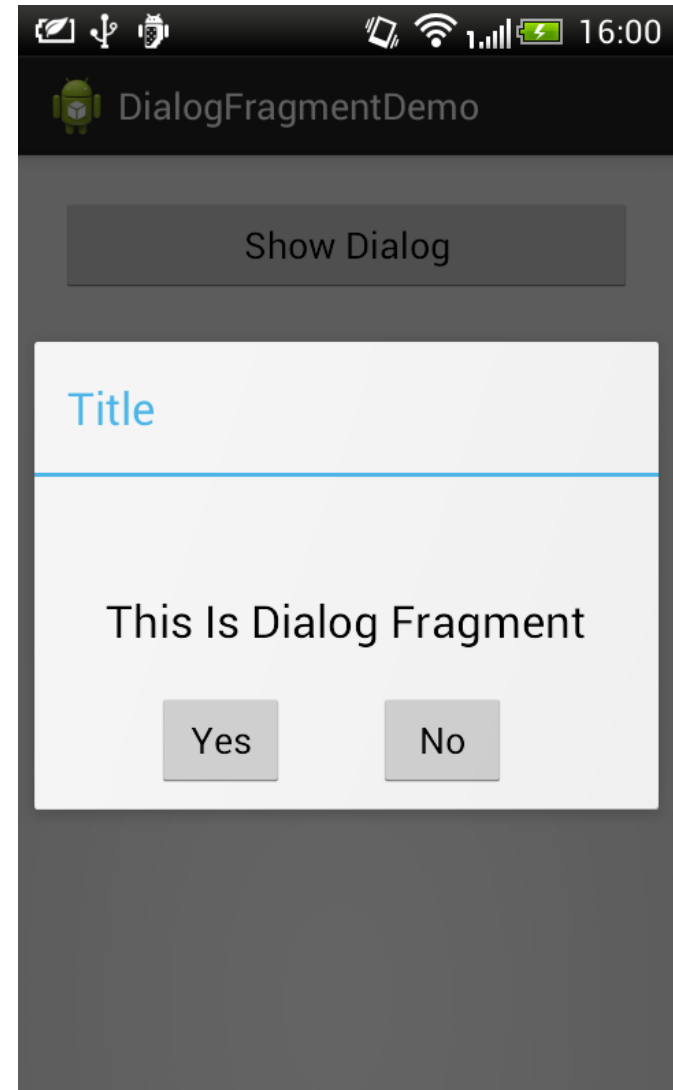 16:00
DialogFragmentDemo
Show Dialog
Title
This Is Dialog Fragment
Yes No